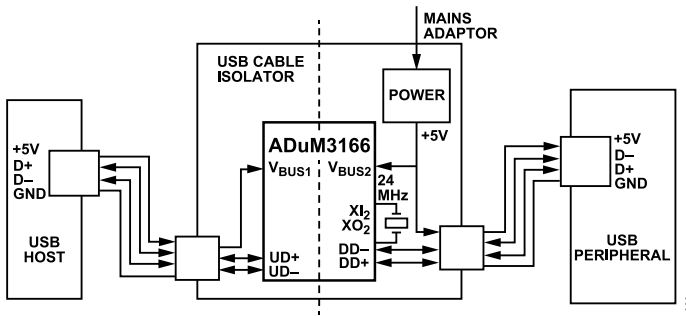 MAINS
ADAPTOR
USB CABLE
ISOLATOR
POWER
+5V
ADuM3166
VBUS1
VBUS2
24
MHz
XI2
XO2
UD+
UD–
DD–
DD+
+5V
D+
D–
GND
USB
HOST
+5V
D–
D+
GND
USB
PERIPHERAL